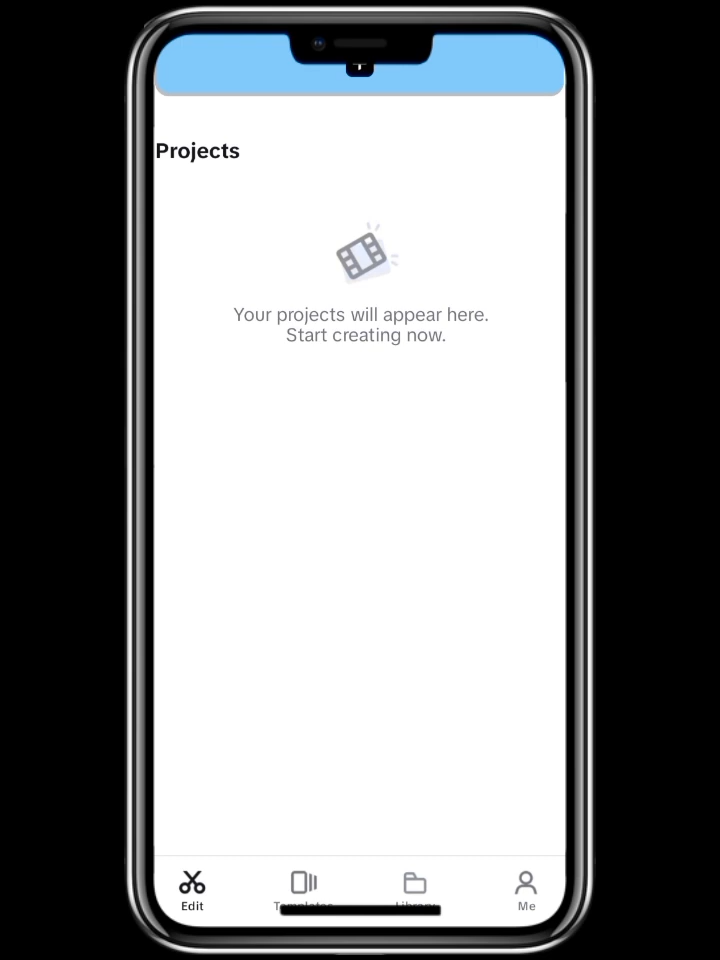 Projects
Your projects will appear here.
Start creating now.
Edit
Me